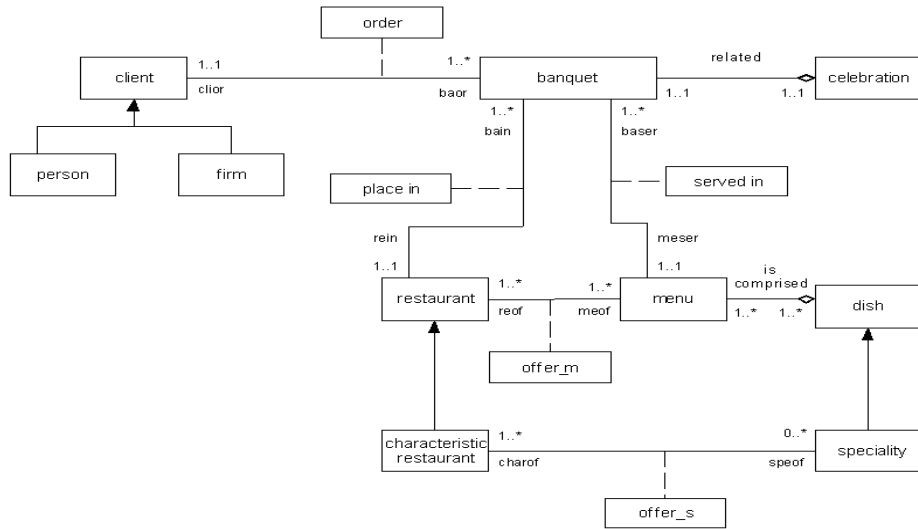 order
client
1..1
clior
1..*
baor
banquet
related
1..1
1..1
celebration
person
firm
1..*
bain
1..*
baser
place in
served in
rein
1..1
meser
1..1
restaurant
1..*
reof
1..*
meof
menu
is
comprised
1..*
1..*
dish
offer_m
characteristic
restaurant
1..*
charof
0..*
speof
speciality
offer_s